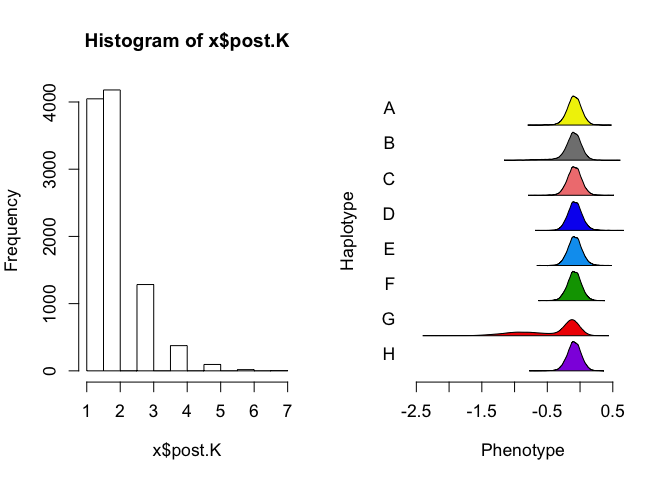 Histogram of x$post.K
Frequency
0
1000
2000
3000
4000
1 2 3 4 5 6 7
x$post.K
Haplotype
A
B
C
D
E
F
G
H
-2.5 -1.5 -0.5 0.5
Phenotype